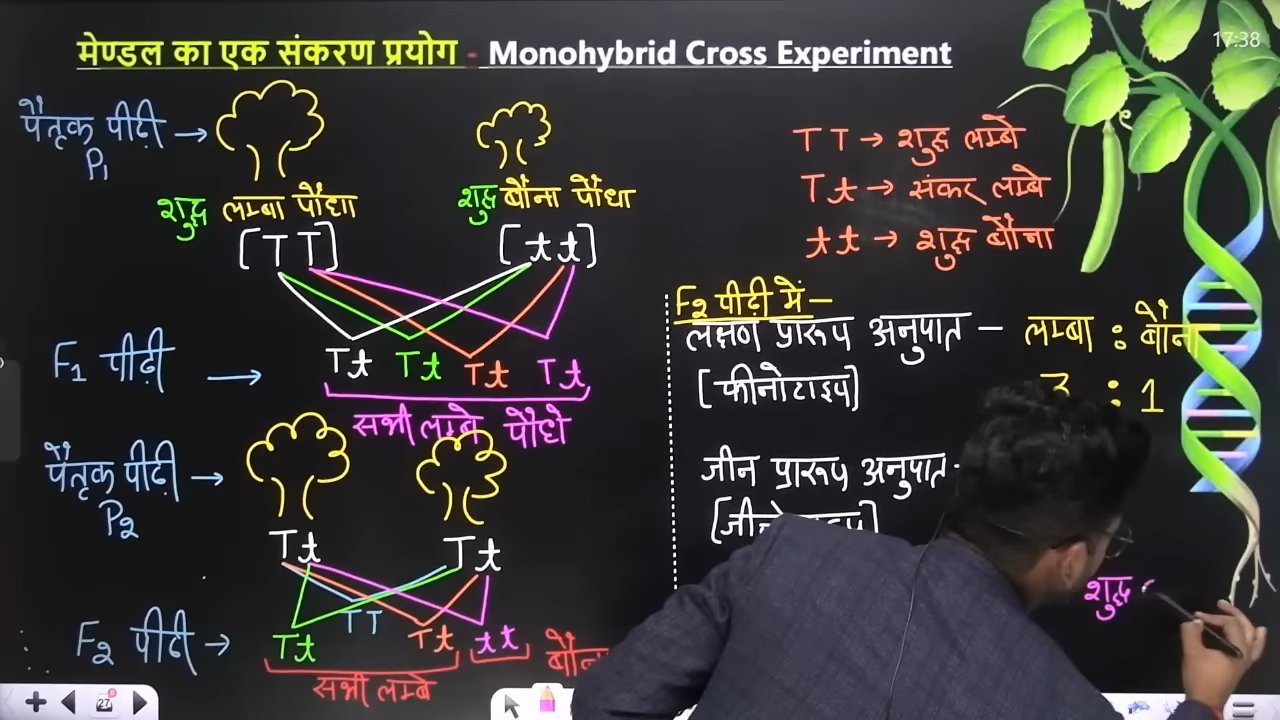 मेण्डल का एक संकरण प्रयोग - Monohybrid Cross Experiment
17:38
पैतृक पीढ़ी →
P1
शुद्ध लम्बा पौधा
शुद्ध बौना पौधा
[TT]
[tt]
F1 पीढ़ी →
Tt Tt Tt Tt
सभी लम्बे पौधे
पैतृक पीढ़ी →
P2
Tt
Tt
F2 पीढ़ी →
Tt TT Tt tt
सभी लम्बे
TT → शुद्ध लम्बे
Tt → संकर लम्बे
tt → शुद्ध बौना
F2 पीढ़ी में –
लक्षण प्रारूप अनुपात – लम्बा : बौना
[फीनोटाइप]
: 1
जीन प्रारूप अनुपात
शुद्ध
27